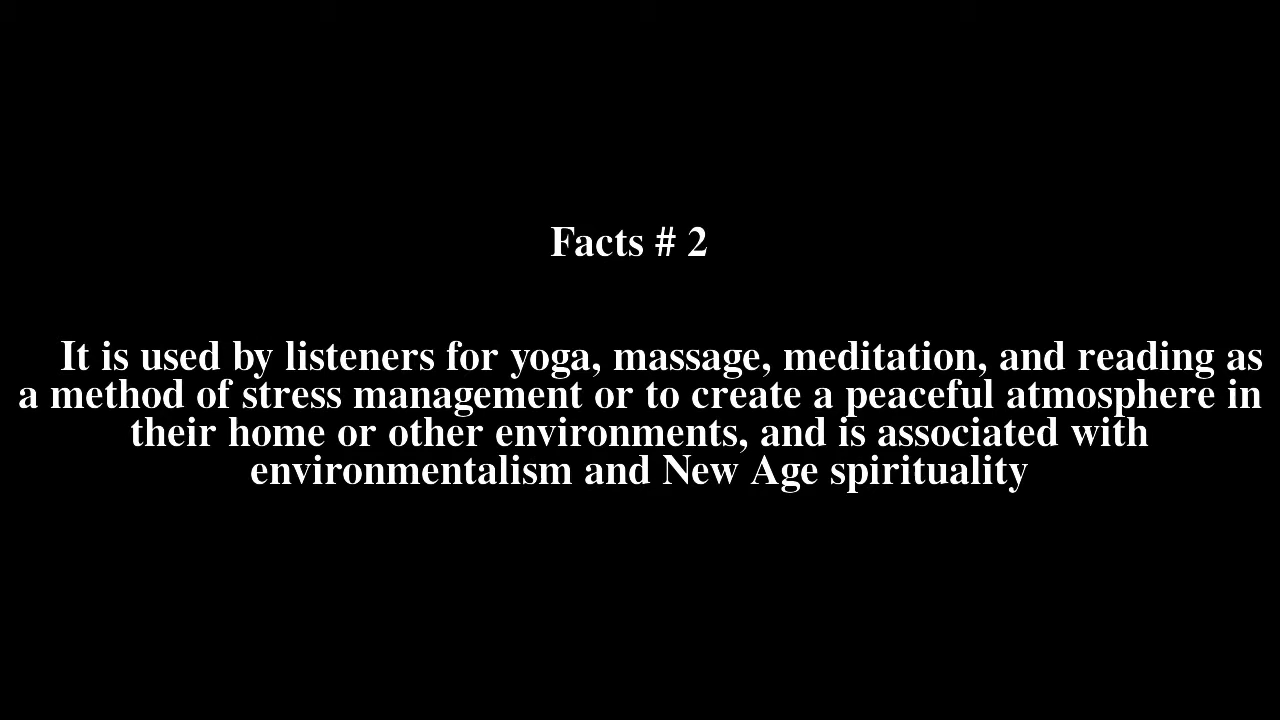 Facts # 2
It is used by listeners for yoga, massage, meditation, and reading as
a method of stress management or to create a peaceful atmosphere in
their home or other environments, and is associated with
environmentalism and New Age spirituality